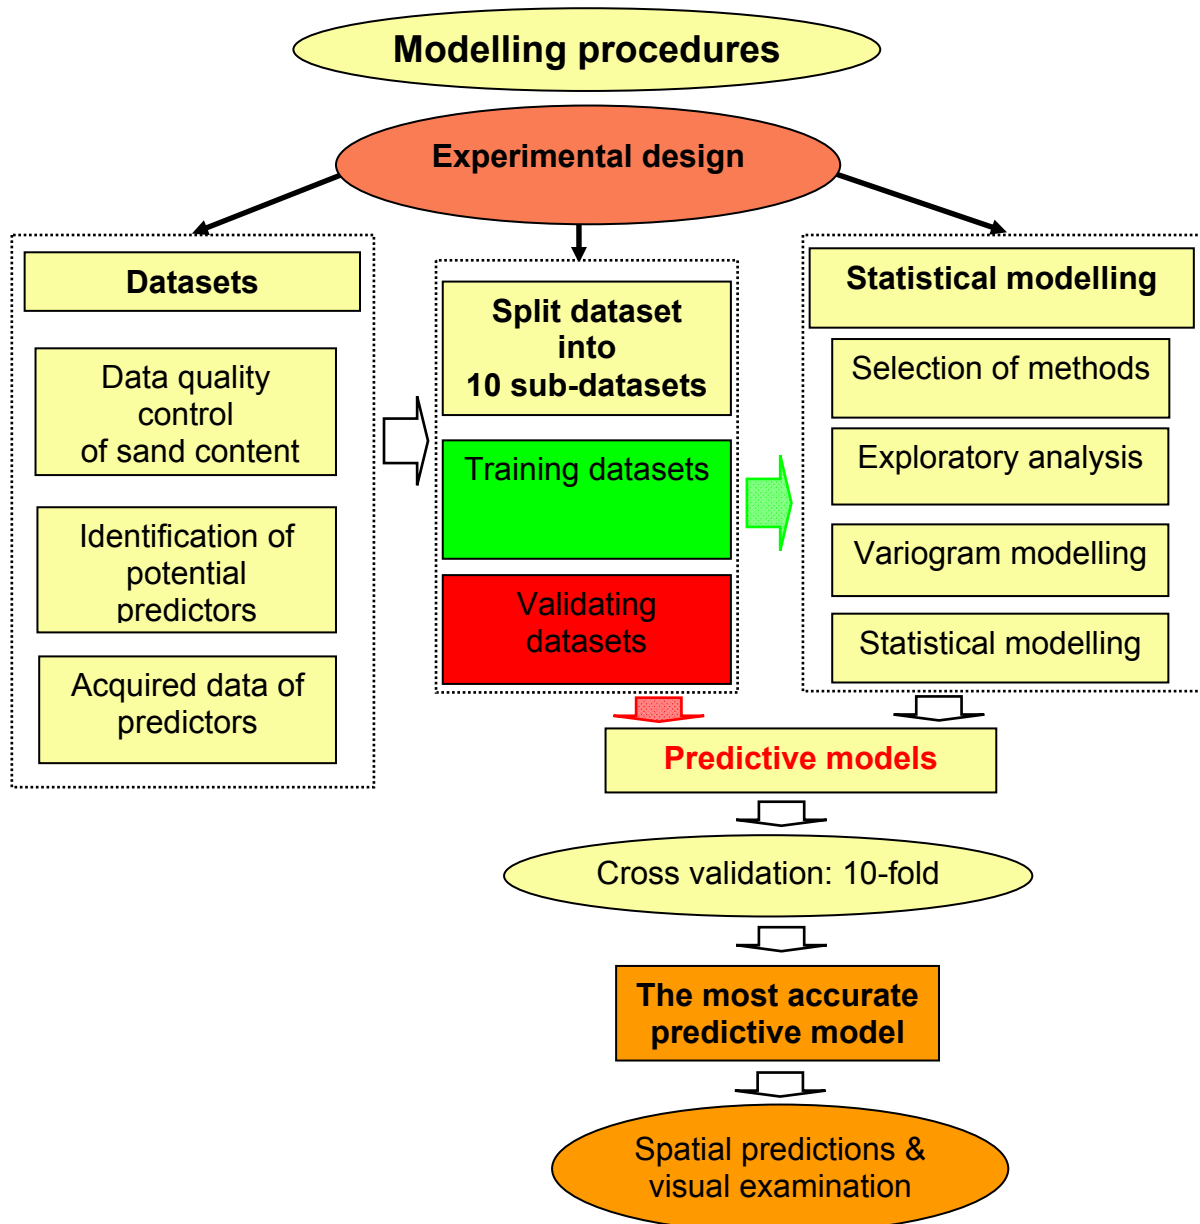 Modelling procedures
Experimental design
Datasets
Data quality
control
of sand content
Identification of
potential
predictors
Acquired data of
predictors
Split dataset
into
10 sub-datasets
Training datasets
Validating
datasets
Statistical modelling
Selection of methods
Exploratory analysis
Variogram modelling
Statistical modelling
Predictive models
Cross validation: 10-fold
The most accurate
predictive model
Spatial predictions &
visual examination